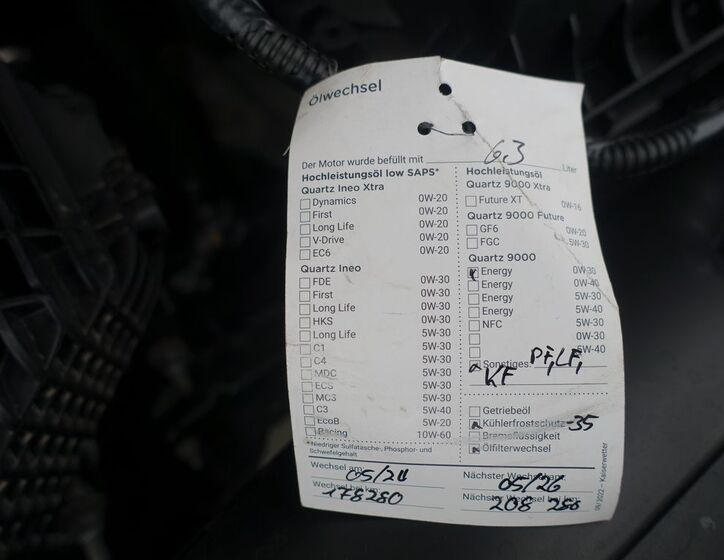 Ölwechsel
Der Motor wurde befüllt mit 6,3 Liter
Hochleistungsöl low SAPS*
Quartz Ineo Xtra
Dynamics 0W-20
First 0W-20
Long Life 0W-20
V-Drive 0W-20
EC6 0W-20
Quartz Ineo
FDE 0W-30
First 0W-30
Long Life 0W-30
HKS 0W-30
Long Life 5W-30
C1 5W-30
C4 5W-30
MDC 5W-30
ECS 5W-30
MC3 5W-30
C3 5W-40
EcoB 5W-20
Racing 10W-60
*Niedriger Sulfatasche-, Phosphor- und
Schwefelgehalt
Hochleistungsöl
Quartz 9000 Xtra
Future XT 0W-16
Quartz 9000 Future
GF6 0W-20
FGC 5W-30
Quartz 9000
Energy 0W-30
Energy 0W-40
Energy 5W-30
Energy 5W-40
NFC 5W-30
0W-30
5W-40
Sonstiges: PF, LF,
KF
Getriebeöl
Kühlerfrostschutz -35
Bremsflüssigkeit
Ölfilterwechsel
Wechsel am: 05/24
Wechsel bei km: 178280
Nächster Wechsel am: 05/26
Nächster Wechsel bei km: 208 280
06/2022 – Kaiserwetter